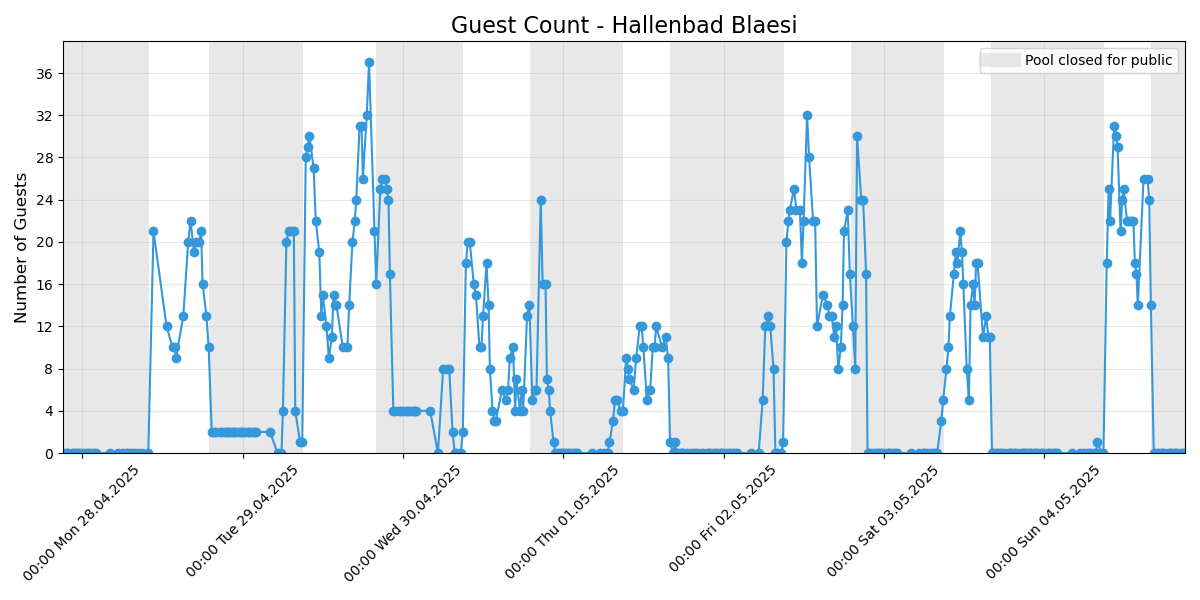 Guest Count - Hallenbad Blaesi
Pool closed for public
Number of Guests
36
32
28
24
20
16
12
8
4
0
00:00 Mon 28.04.2025
00:00 Tue 29.04.2025
00:00 Wed 30.04.2025
00:00 Thu 01.05.2025
00:00 Fri 02.05.2025
00:00 Sat 03.05.2025
00:00 Sun 04.05.2025